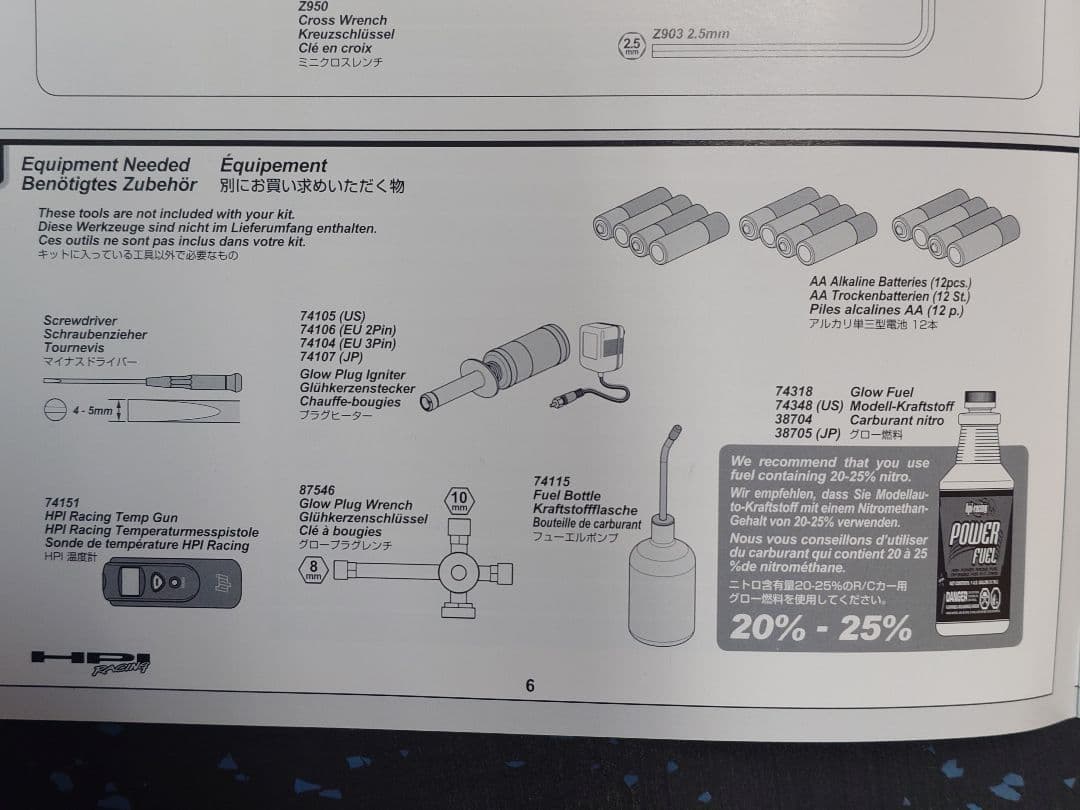 Z950
Cross Wrench
Kreuzschlüssel
Clé en croix
ミニクロスレンチ
2.5
mm
Z903 2.5mm
Equipment Needed
Équipement
Benötigtes Zubehör
別にお買い求めいただく物
These tools are not included with your kit.
Diese Werkzeuge sind nicht im Lieferumfang enthalten.
Ces outils ne sont pas inclus dans votre kit.
キットに入っている工具以外で必要なもの
AA Alkaline Batteries (12pcs.)
AA Trockenbatterien (12 St.)
Piles alcalines AA (12 p.)
アルカリ単三型電池 12本
Screwdriver
Schraubenzieher
Tournevis
マイナスドライバー
4 - 5mm
74105 (US)
74106 (EU 2Pin)
74104 (EU 3Pin)
74107 (JP)
Glow Plug Igniter
Glühkerzenstecker
Chauffe-bougies
プラグヒーター
74318 Glow Fuel
74348 (US) Modell-Kraftstoff
38704 Carburant nitro
38705 (JP) グロー燃料
We recommend that you use
fuel containing 20-25% nitro.
Wir empfehlen, dass Sie Modellau-
to-Kraftstoff mit einem Nitromethan-
Gehalt von 20-25% verwenden.
Nous vous conseillons d'utiliser
du carburant qui contient 20 à 25
%de nitrométhane.
ニトロ含有量20-25%のR/Cカー用
グロー燃料を使用してください。
20% - 25%
hpi-racing
POWER
FUEL
DANGER
74151
HPI Racing Temp Gun
HPI Racing Temperaturmesspistole
Sonde de température HPI Racing
HPI 温度計
hpi
87546
Glow Plug Wrench
Glühkerzenschlüssel
Clé à bougies
グロープラグレンチ
10
mm
8
mm
74115
Fuel Bottle
Kraftstoffflasche
Bouteille de carburant
フューエルポンプ
HPI
RACING
6